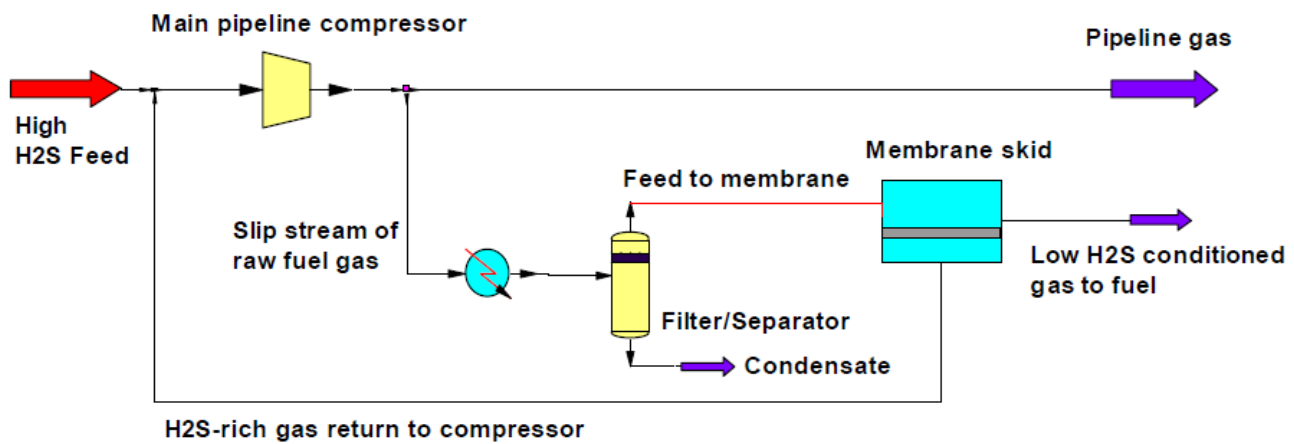 Main pipeline compressor
Pipeline gas
High
H2S Feed
Membrane skid
Feed to membrane
Slip stream of
raw fuel gas
Low H2S conditioned
gas to fuel
Filter/Separator
Condensate
H2S-rich gas return to compressor